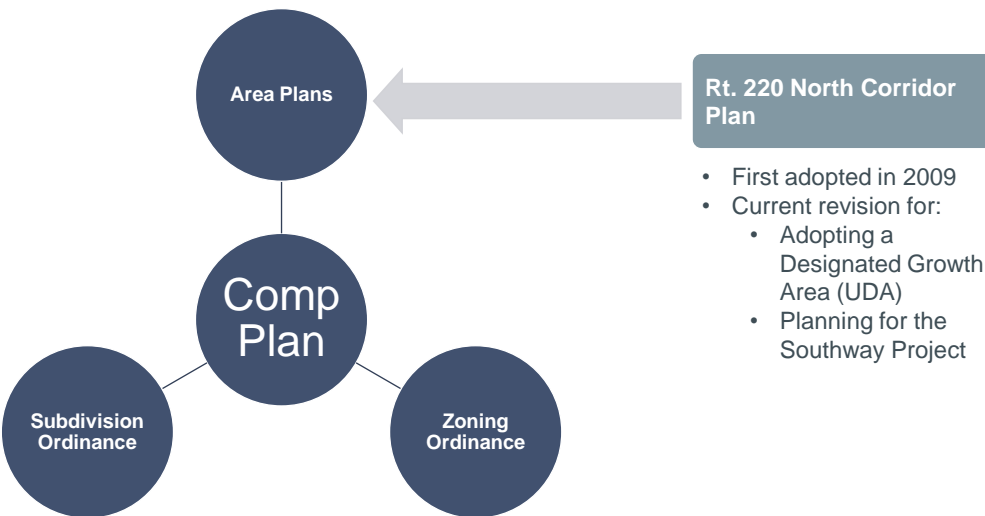 Area Plans
Rt. 220 North Corridor
Plan
• First adopted in 2009
• Current revision for:
• Adopting a
Designated Growth
Area (UDA)
• Planning for the
Southway Project
Comp
Plan
Subdivision
Ordinance
Zoning
Ordinance